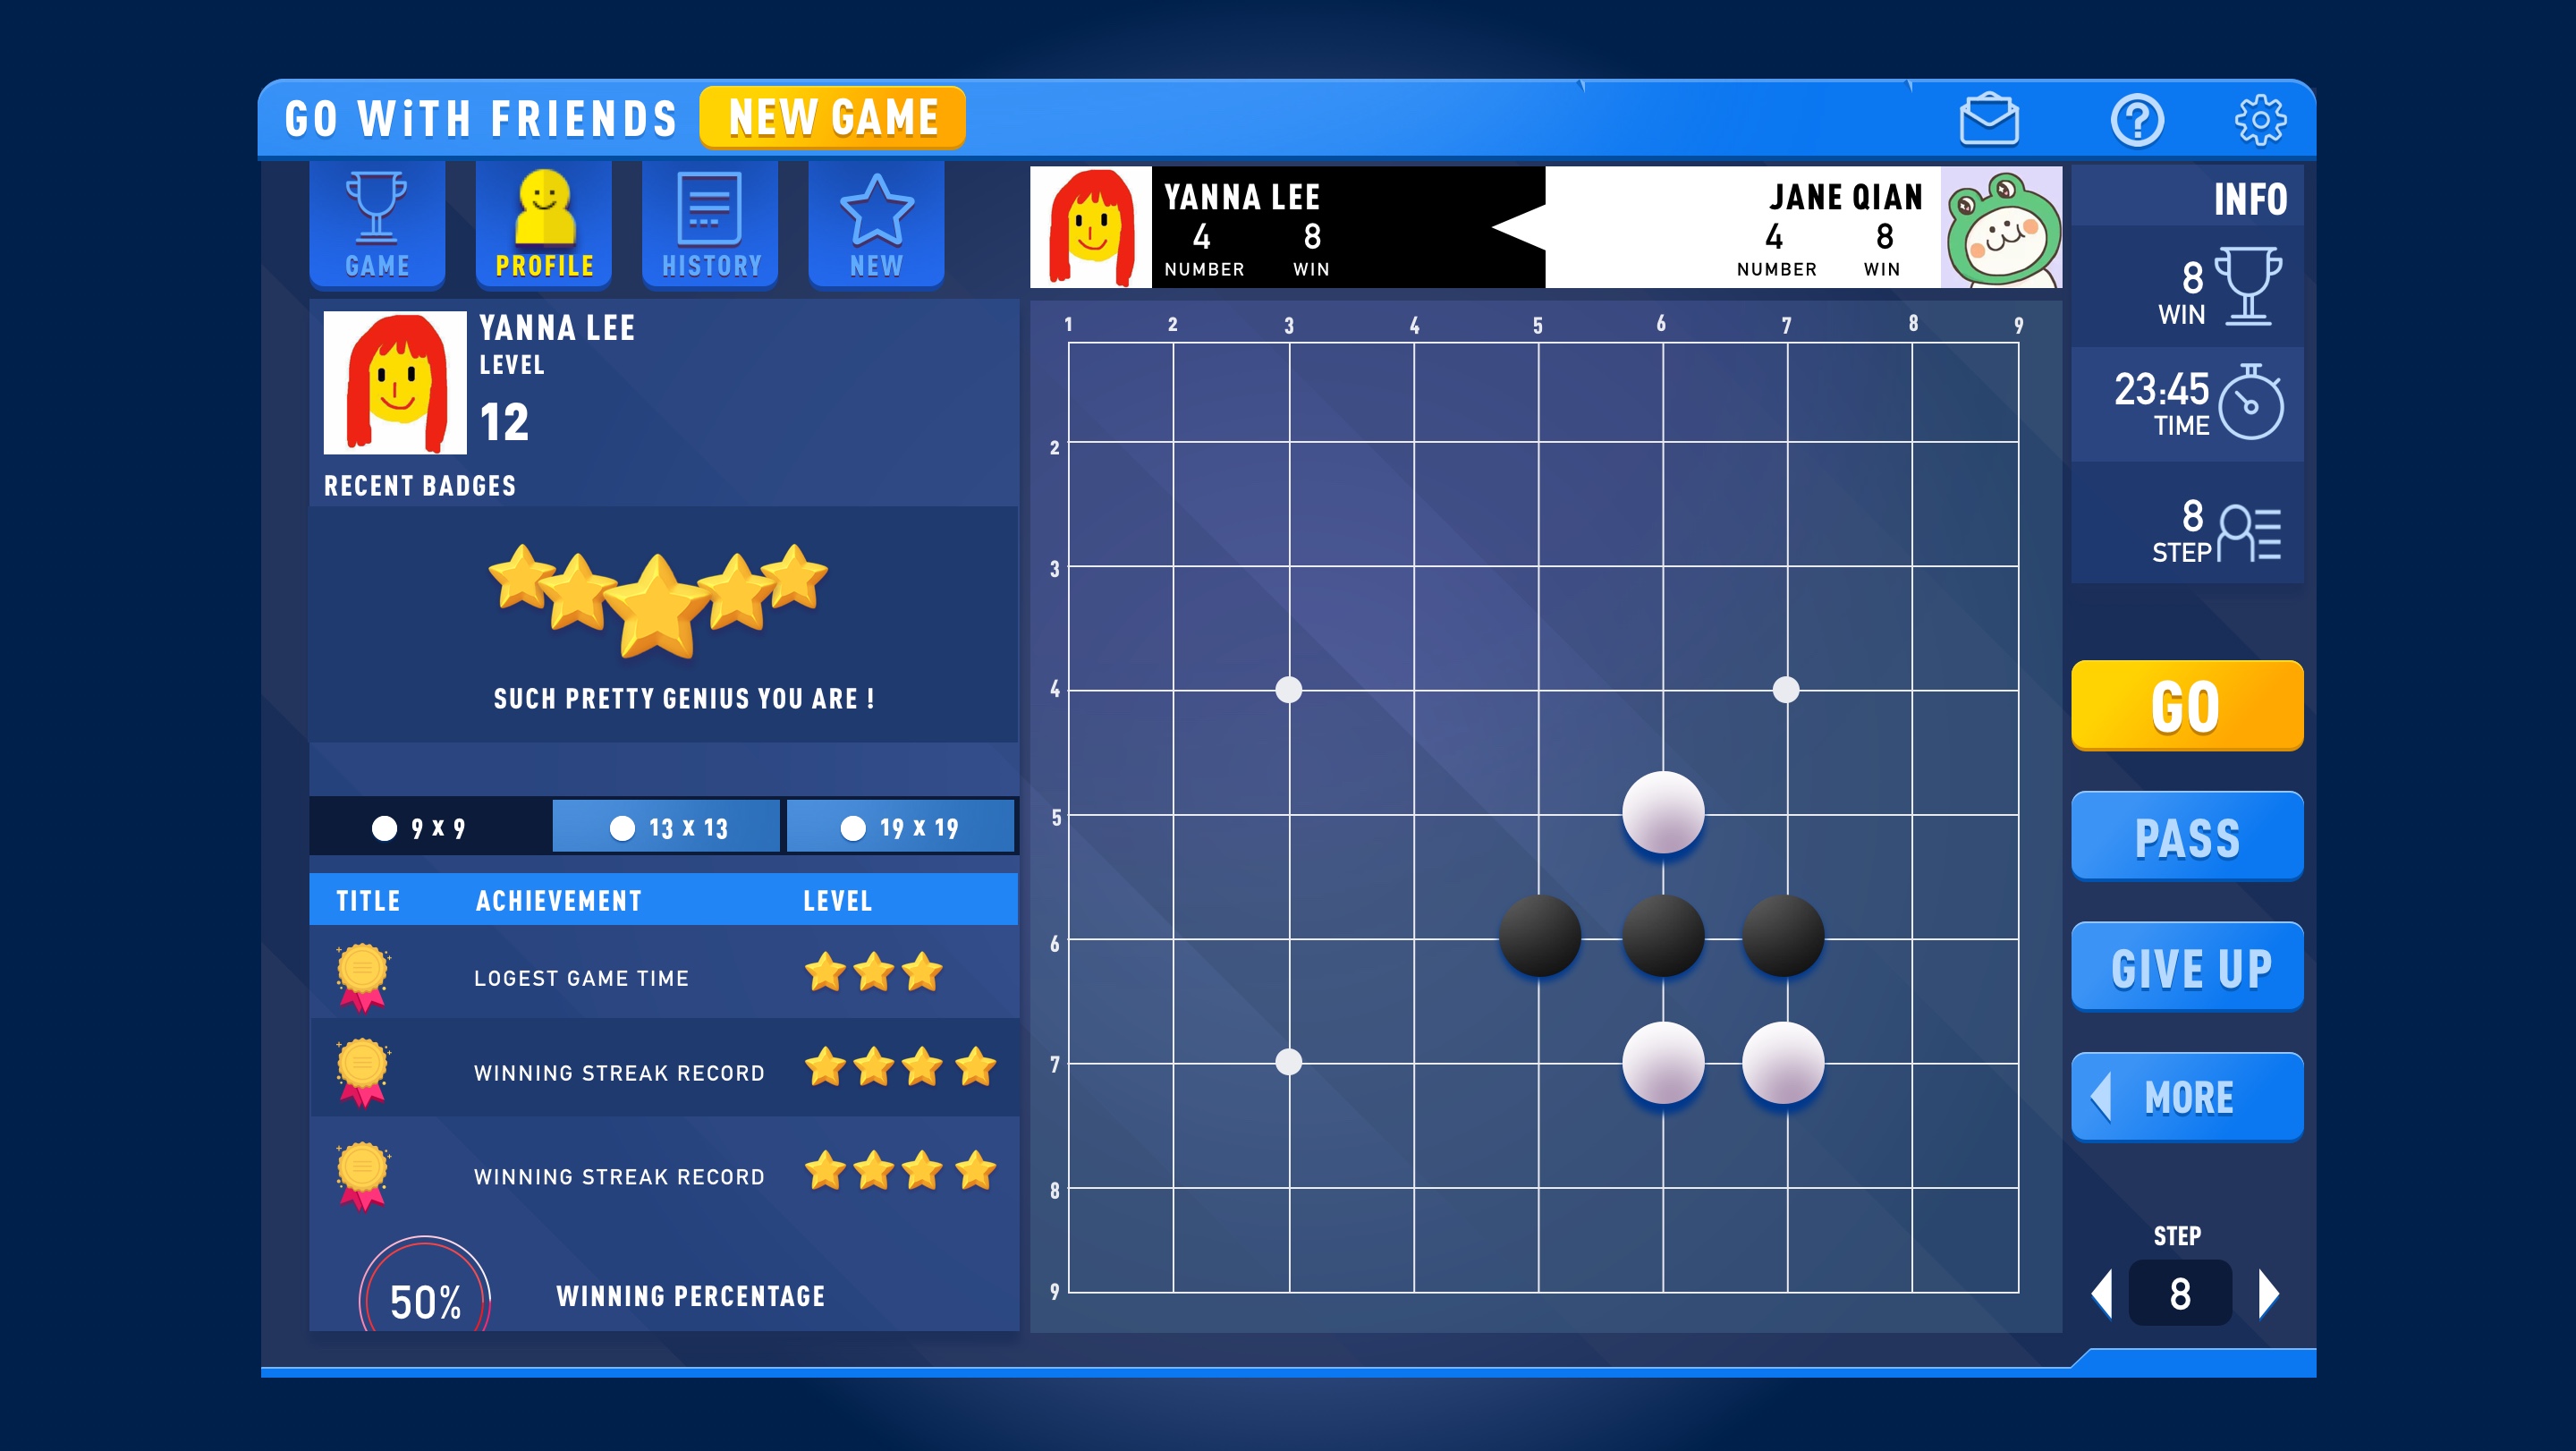 GO WiTH FRIENDS
NEW GAME
GAME
PROFILE
HISTORY
NEW
YANNA LEE
4 8
NUMBER WIN
JANE QIAN
4 8
NUMBER WIN
INFO
8
WIN
23:45
TIME
8
STEP
YANNA LEE
LEVEL
12
RECENT BADGES
SUCH PRETTY GENIUS YOU ARE !
9 X 9
13 X 13
19 X 19
TITLE ACHIEVEMENT LEVEL
LOGEST GAME TIME
WINNING STREAK RECORD
WINNING STREAK RECORD
50%
WINNING PERCENTAGE
1 2 3 4 5 6 7 8 9
2
3
4
5
6
7
8
9
GO
PASS
GIVE UP
MORE
STEP
8